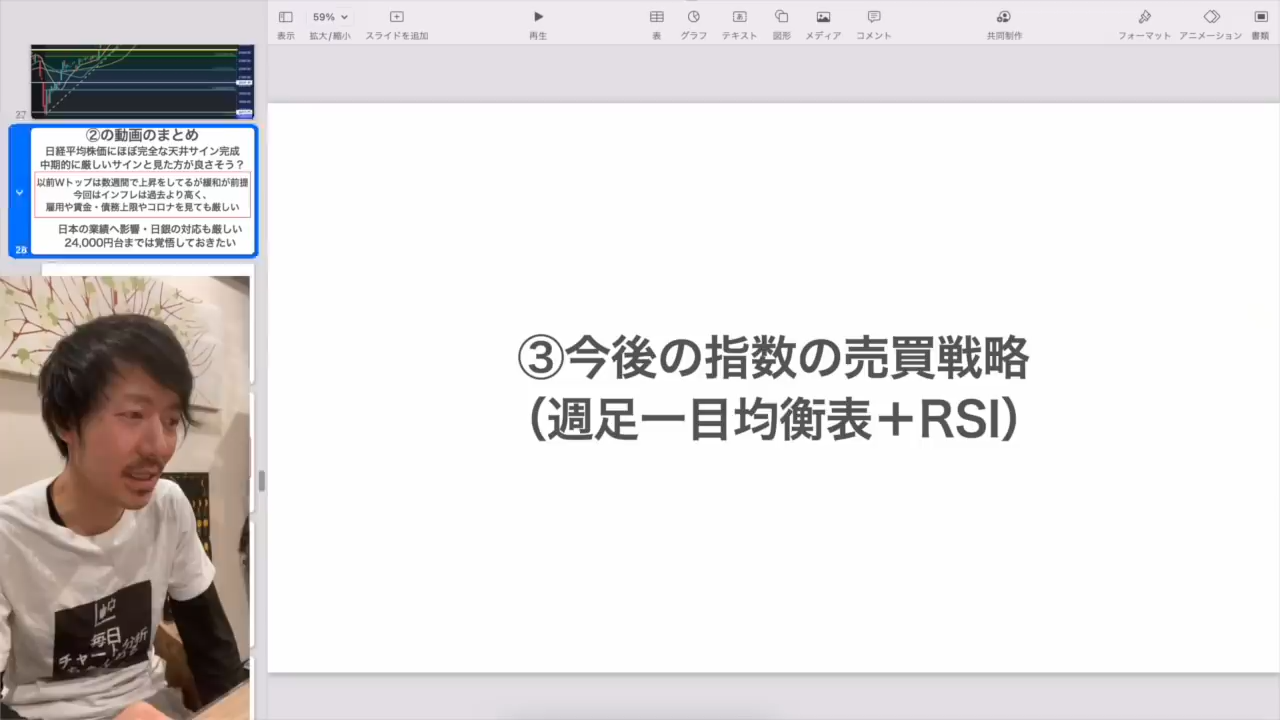 59%
表示
拡大/縮小
スライドを追加
再生
表
グラフ
テキスト
図形
メディア
コメント
共同制作
フォーマット
アニメーション
書類
27
②の動画のまとめ
日経平均株価にほぼ完全な天井サイン完成
中期的に厳しいサインと見た方が良さそう？
以前Wトップは数週間で上昇をしてるが緩和が前提
今回はインフレは過去より高く、
雇用や賃金・債務上限やコロナを見ても厳しい
日本の業績へ影響・日銀の対応も厳しい
24,000円台までは覚悟しておきたい
28
③今後の指数の売買戦略
（週足一目均衡表＋RSI）
毎日
チャート分析